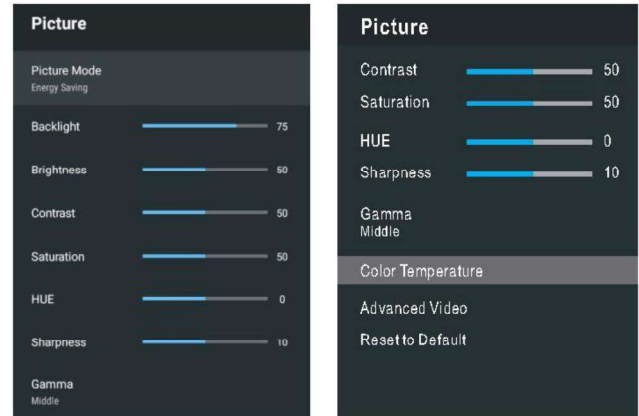 Picture
Picture Mode
Energy Saving
Backlight 75
Brightness 50
Contrast 50
Saturation 50
HUE 0
Sharpness 10
Gamma
Middle
Picture
Contrast 50
Saturation 50
HUE 0
Sharpness 10
Gamma
Middle
Color Temperature
Advanced Video
Reset to Default